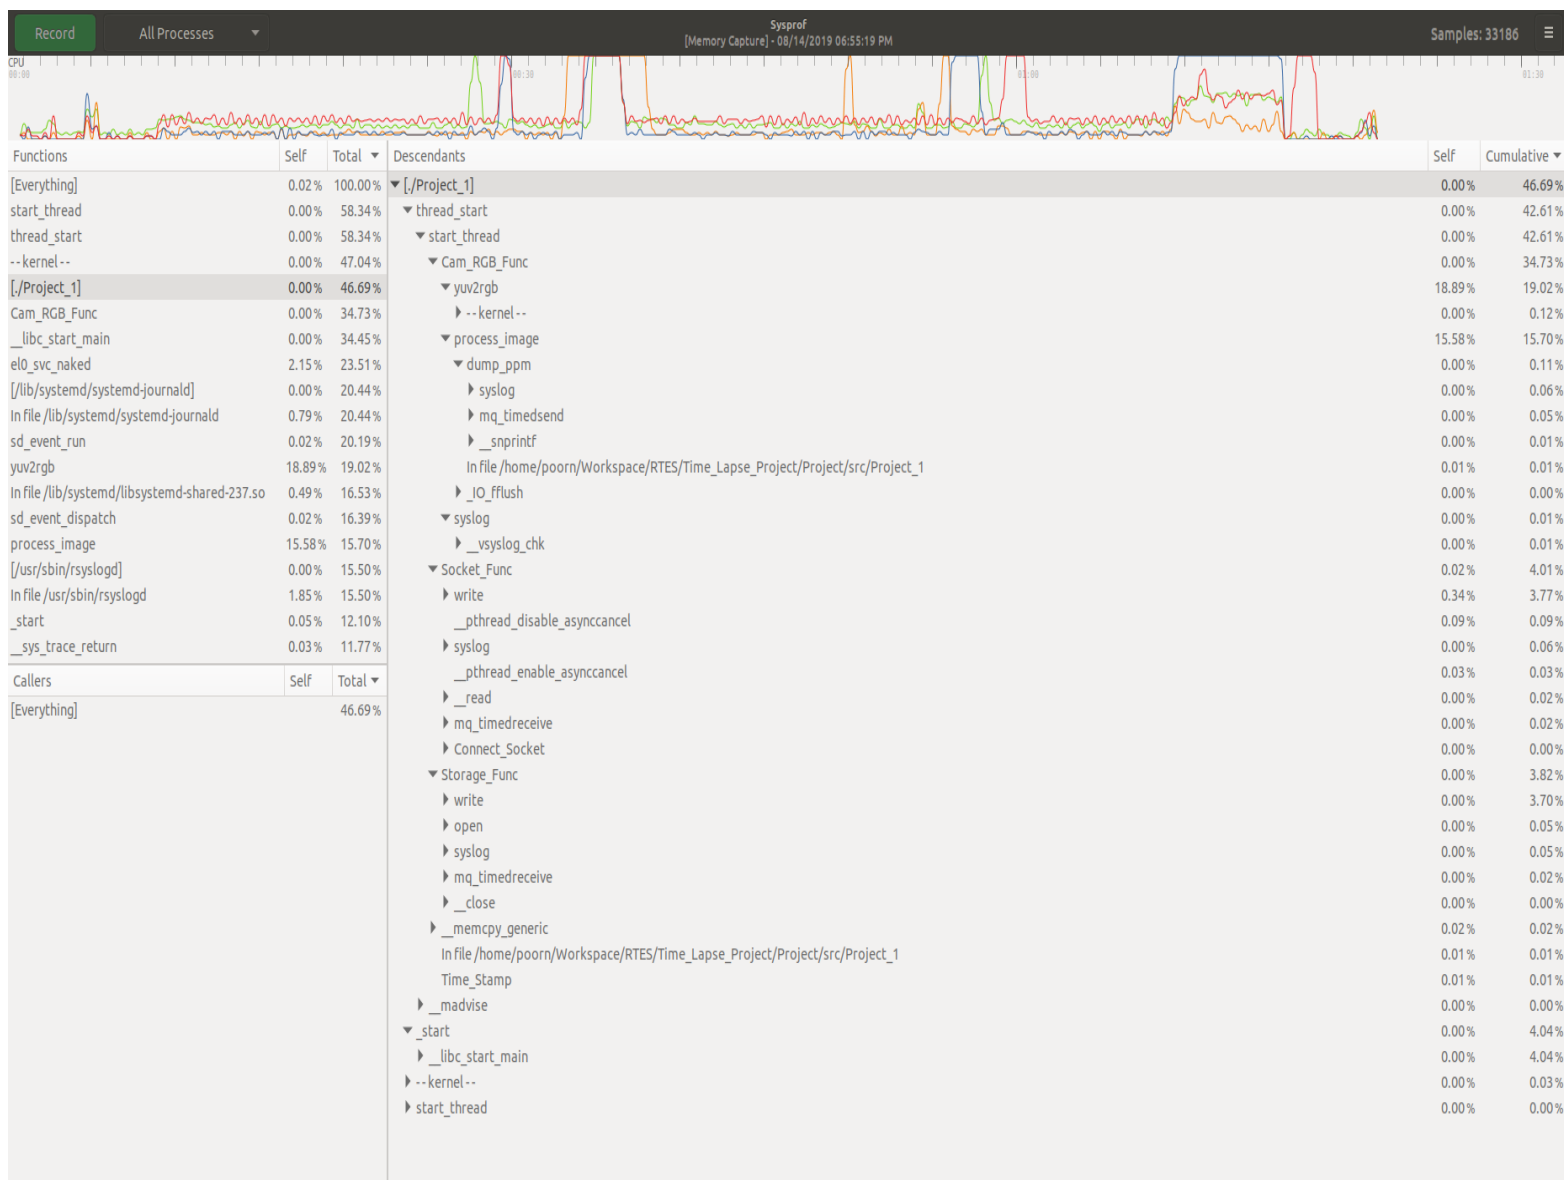 Record All Processes Sysprof Samples: 33186
[Memory Capture] - 08/14/2019 06:55:19 PM
CPU
00:00 00:30 01:00 01:30
Functions Self Total
[Everything] 0.02% 100.00%
start_thread 0.00% 58.34%
thread_start 0.00% 58.34%
--kernel-- 0.00% 47.04%
[./Project_1] 0.00% 46.69%
Cam_RGB_Func 0.00% 34.73%
__libc_start_main 0.00% 34.45%
el0_svc_naked 2.15% 23.51%
[/lib/systemd/systemd-journald] 0.00% 20.44%
In file /lib/systemd/systemd-journald 0.79% 20.44%
sd_event_run 0.02% 20.19%
yuv2rgb 18.89% 19.02%
In file /lib/systemd/libsystemd-shared-237.so 0.49% 16.53%
sd_event_dispatch 0.02% 16.39%
process_image 15.58% 15.70%
[/usr/sbin/rsyslogd] 0.00% 15.50%
In file /usr/sbin/rsyslogd 1.85% 15.50%
_start 0.05% 12.10%
__sys_trace_return 0.03% 11.77%
Callers Self Total
[Everything] 46.69%
Descendants Self Cumulative
[./Project_1] 0.00% 46.69%
thread_start 0.00% 42.61%
start_thread 0.00% 42.61%
Cam_RGB_Func 0.00% 34.73%
yuv2rgb 18.89% 19.02%
--kernel-- 0.00% 0.12%
process_image 15.58% 15.70%
dump_ppm 0.00% 0.11%
syslog 0.00% 0.06%
mq_timedsend 0.00% 0.05%
__snprintf 0.00% 0.01%
In file /home/poorn/Workspace/RTES/Time_Lapse_Project/Project/src/Project_1 0.01% 0.01%
_IO_fflush 0.00% 0.00%
syslog 0.00% 0.01%
__vsyslog_chk 0.00% 0.01%
Socket_Func 0.02% 4.01%
write 0.34% 3.77%
__pthread_disable_asynccancel 0.09% 0.09%
syslog 0.00% 0.06%
__pthread_enable_asynccancel 0.03% 0.03%
__read 0.00% 0.02%
mq_timedreceive 0.00% 0.02%
Connect_Socket 0.00% 0.00%
Storage_Func 0.00% 3.82%
write 0.00% 3.70%
open 0.00% 0.05%
syslog 0.00% 0.05%
mq_timedreceive 0.00% 0.02%
__close 0.00% 0.00%
__memcpy_generic 0.02% 0.02%
In file /home/poorn/Workspace/RTES/Time_Lapse_Project/Project/src/Project_1 0.01% 0.01%
Time_Stamp 0.01% 0.01%
__madvise 0.00% 0.00%
_start 0.00% 4.04%
__libc_start_main 0.00% 4.04%
--kernel-- 0.00% 0.03%
start_thread 0.00% 0.00%